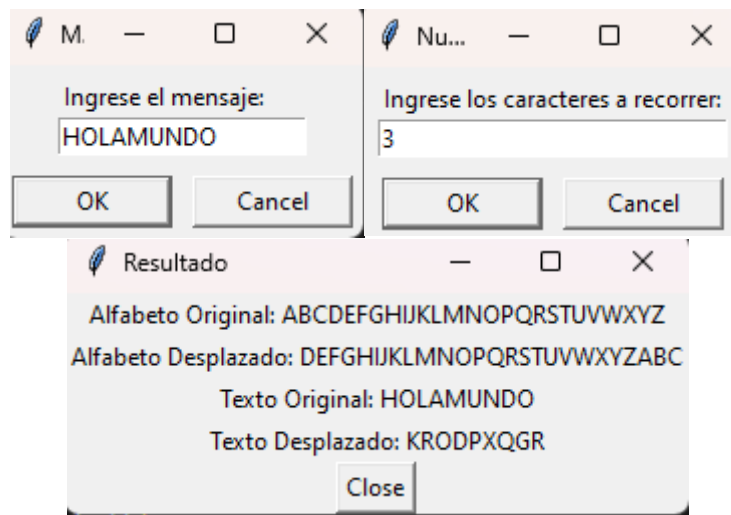 M.
Nu...
Ingrese el mensaje:
HOLAMUNDO
OK
Cancel
Ingrese los caracteres a recorrer:
3
OK
Cancel
Resultado
Alfabeto Original: ABCDEFGHIJKLMNOPQRSTUVWXYZ
Alfabeto Desplazado: DEFGHIJKLMNOPQRSTUVWXYZABC
Texto Original: HOLAMUNDO
Texto Desplazado: KRODPXQGR
Close